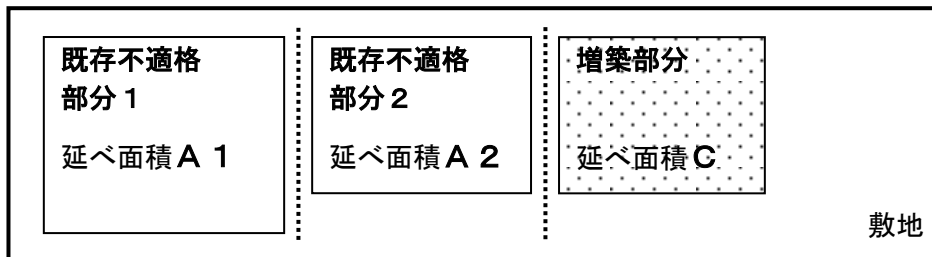 既存不適格
部分1
延べ面積A1
既存不適格
部分2
延べ面積A2
増築部分
延べ面積C
敷地